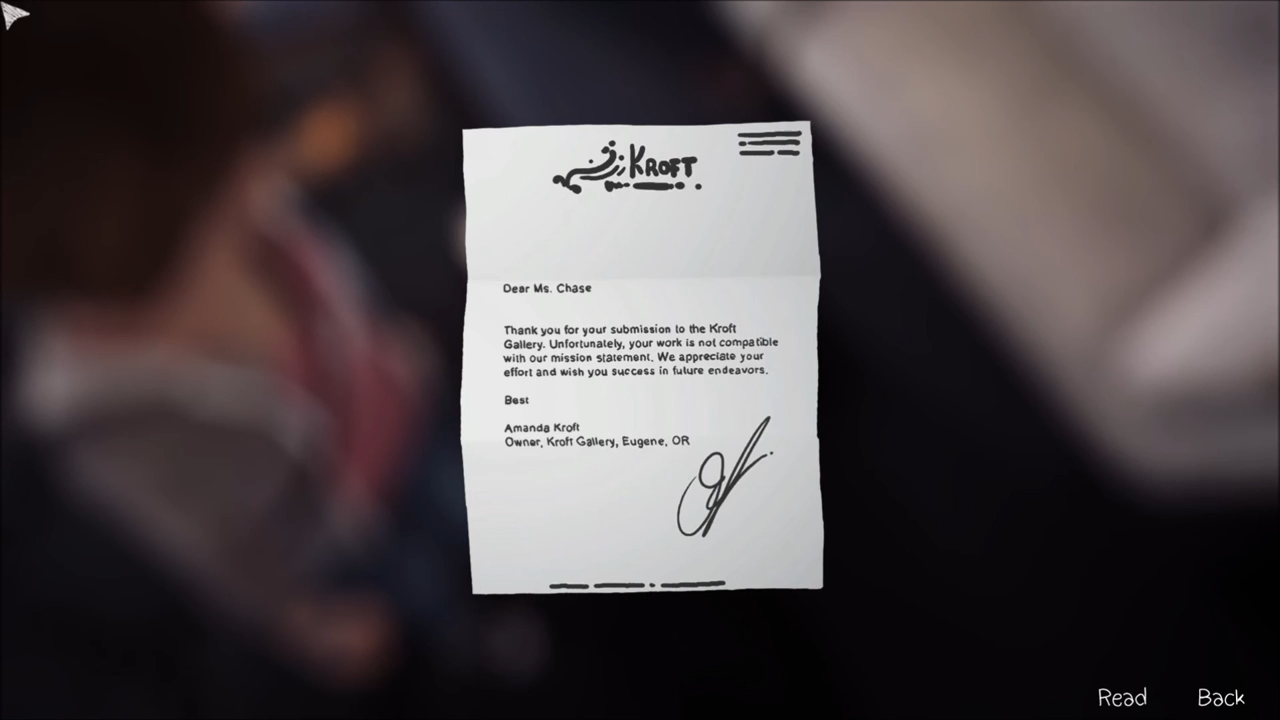 KROFT
Dear Ms. Chase
Thank you for your submission to the Kroft
Gallery. Unfortunately, your work is not compatible
with our mission statement. We appreciate your
effort and wish you success in future endeavors.
Best
Amanda Kroft
Owner, Kroft Gallery, Eugene, OR
Read
Back